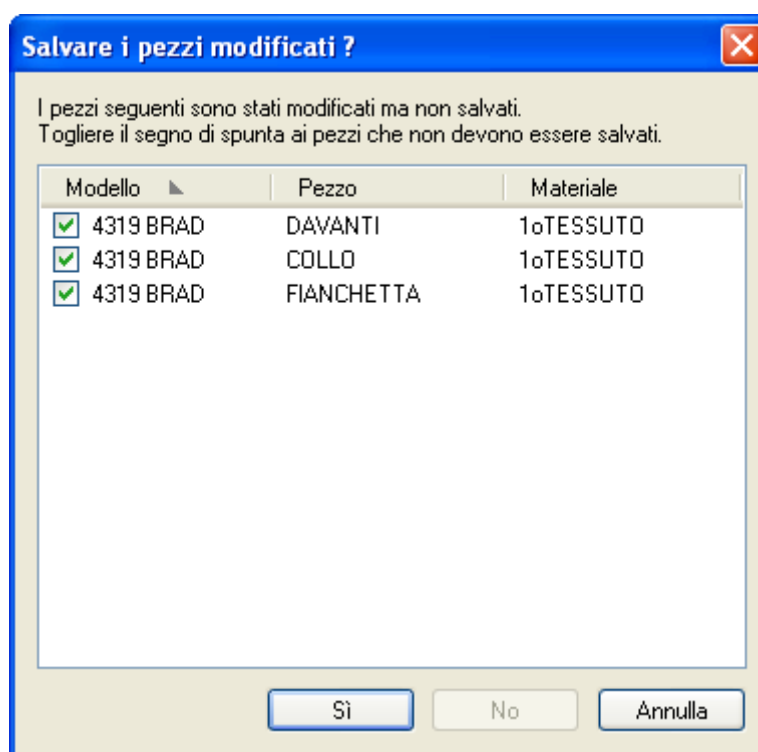 Salvare i pezzi modificati ?
I pezzi seguenti sono stati modificati ma non salvati.
Togliere il segno di spunta ai pezzi che non devono essere salvati.
Modello Pezzo Materiale
4319 BRAD DAVANTI 1oTESSUTO
4319 BRAD COLLO 1oTESSUTO
4319 BRAD FIANCHETTA 1oTESSUTO
Sì No Annulla